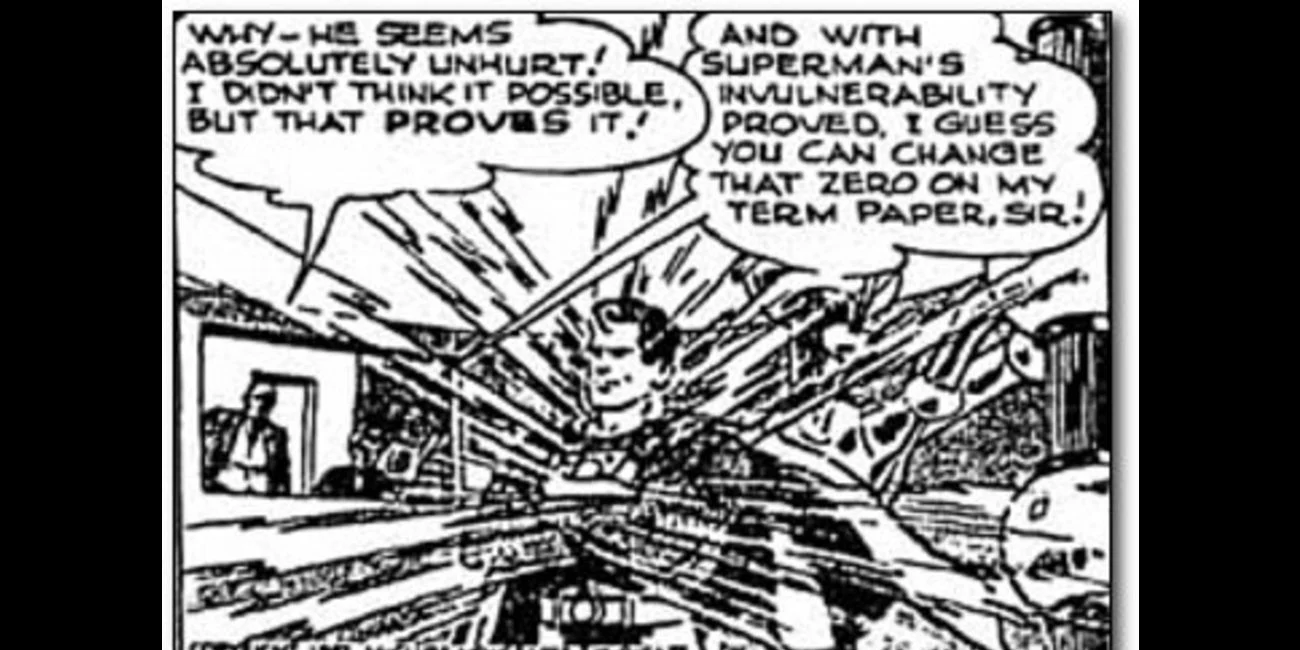 WHY- HE SEEMS
ABSOLUTELY UNHURT!
I DIDN'T THINK IT POSSIBLE,
BUT THAT PROVES IT!
AND WITH
SUPERMAN'S
INVULNERABILITY
PROVED, I GUESS
YOU CAN CHANGE
THAT ZERO ON MY
TERM PAPER, SIR!